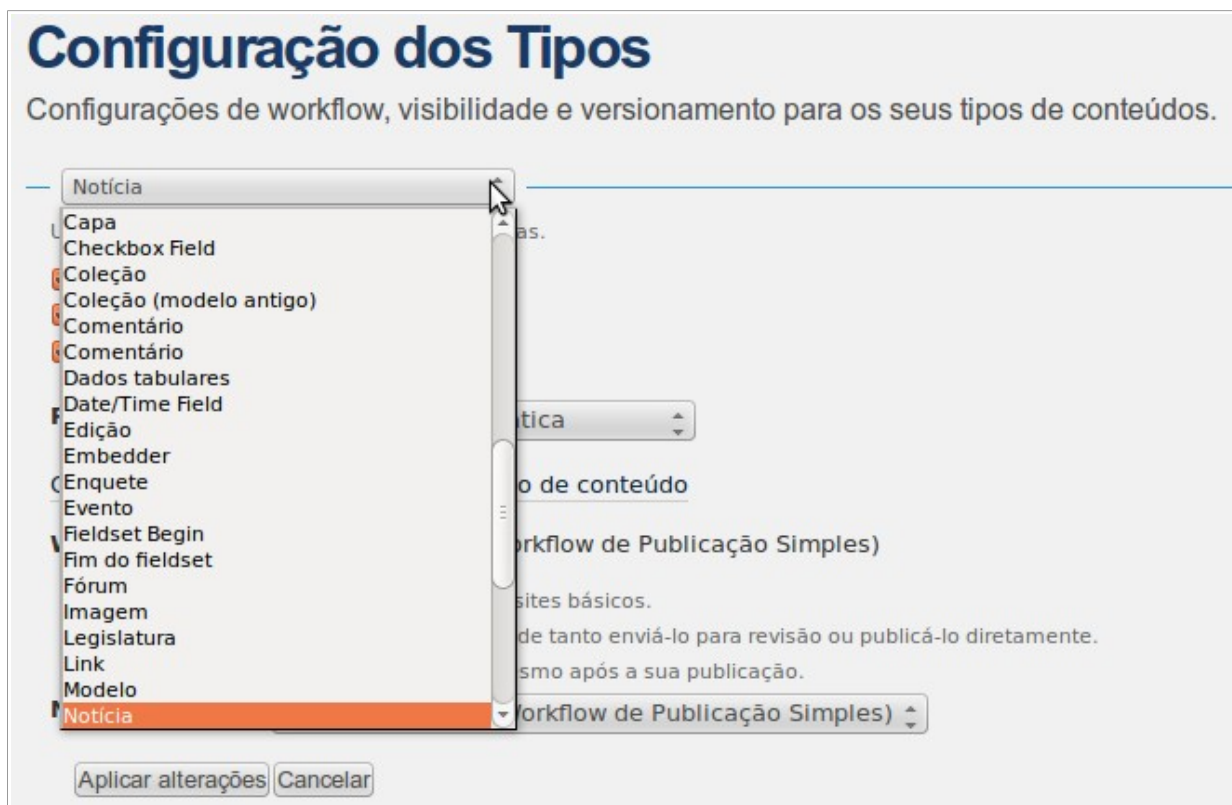 Configuração dos Tipos
Configurações de workflow, visibilidade e versionamento para os seus tipos de conteúdos.
Notícia
Capa
as.
Checkbox Field
Coleção
Coleção (modelo antigo)
Comentário
Comentário
Dados tabulares
Date/Time Field
tica
Edição
Embedder
Enquete
o de conteúdo
Evento
Fieldset Begin
rkflow de Publicação Simples)
Fim do fieldset
Fórum
sites básicos.
Imagem
Legislatura
de tanto enviá-lo para revisão ou publicá-lo diretamente.
Link
smo após a sua publicação.
Modelo
Notícia
orkflow de Publicação Simples)
Aplicar alterações Cancelar